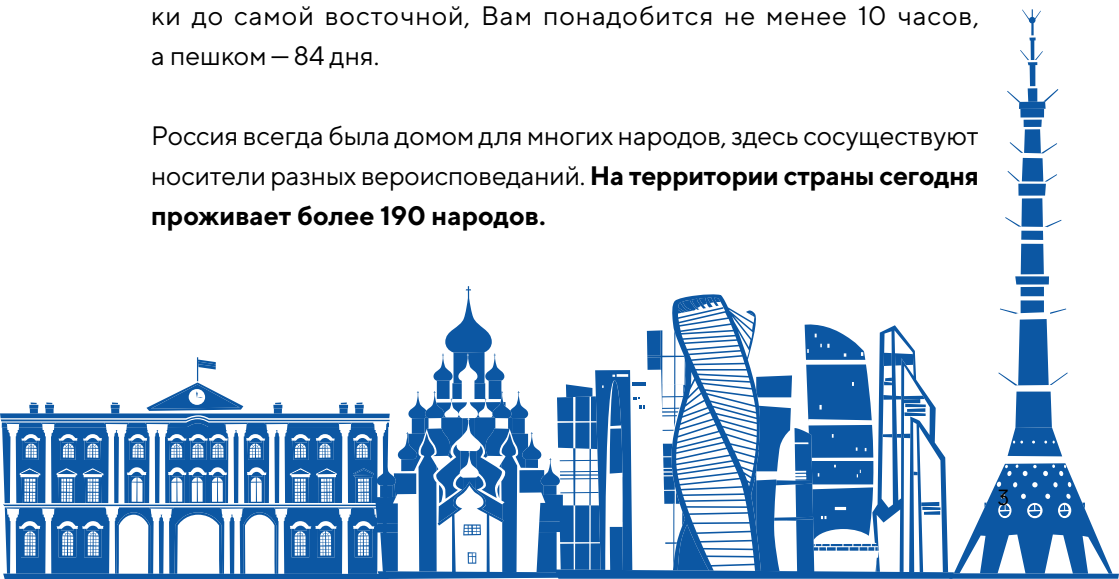 ки до самой восточной, Вам понадобится не менее 10 часов,
а пешком — 84 дня.
Россия всегда была домом для многих народов, здесь сосуществуют
носители разных вероисповеданий. На территории страны сегодня
проживает более 190 народов.
3